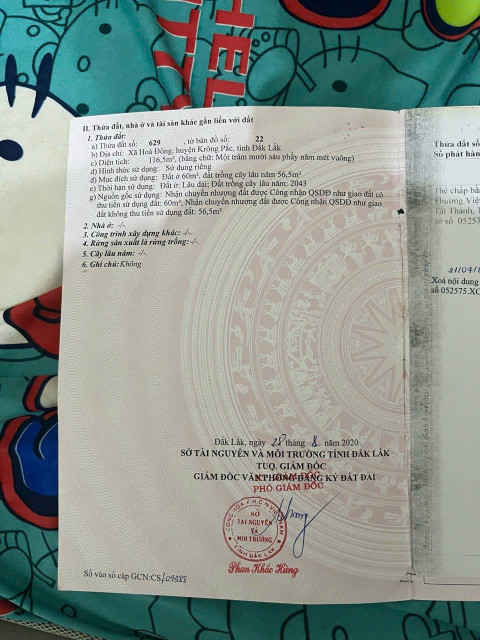 HELL
II. Thửa đất, nhà ở và tài sản khác gắn liền với đất
1. Thửa đất:
a) Thửa đất số: 629, tờ bản đồ số: 22
b) Địa chỉ: Xã Hoà Đông, huyện Krông Pắc, tỉnh Đắk Lắk
c) Diện tích: 116,5m², (bằng chữ: Một trăm mười sáu phẩy năm mét vuông)
d) Hình thức sử dụng: Sử dụng riêng
đ) Mục đích sử dụng: Đất ở 60m², đất trồng cây lâu năm 56,5m²
e) Thời hạn sử dụng: Đất ở: Lâu dài; Đất trồng cây lâu năm: 2043
g) Nguồn gốc sử dụng: Nhận chuyển nhượng đất được Công nhận QSDĐ như giao đất có
thu tiền sử dụng đất: 60m²; Nhận chuyển nhượng đất được Công nhận QSDĐ như giao
đất không thu tiền sử dụng đất: 56,5m²
2. Nhà ở: -/-
3. Công trình xây dựng khác: -/-
4. Rừng sản xuất là rừng trồng: -/-
5. Cây lâu năm: -/-
6. Ghi chú: Không
Đắk Lắk, ngày 28 tháng 8 năm 2020
SỞ TÀI NGUYÊN VÀ MÔI TRƯỜNG TỈNH ĐẮK LẮK
TUQ. GIÁM ĐỐC
GIÁM ĐỐC VĂN PHÒNG ĐĂNG KÝ ĐẤT ĐAI
KT. GIÁM ĐỐC
PHÓ GIÁM ĐỐC
CỘNG HÒA X.H.C.N VIỆT NAM
SỞ
TÀI NGUYÊN
VÀ
MÔI TRƯỜNG
TỈNH ĐẮK LẮK
Phan Khắc Hùng
Số vào sổ cấp GCN: CS/
Thửa đất số
Số phát hành
Thế chấp bằ
Thương Việ
Tất Thành, T
sơ số 05257
Xoá nội dung
số 052575.XC